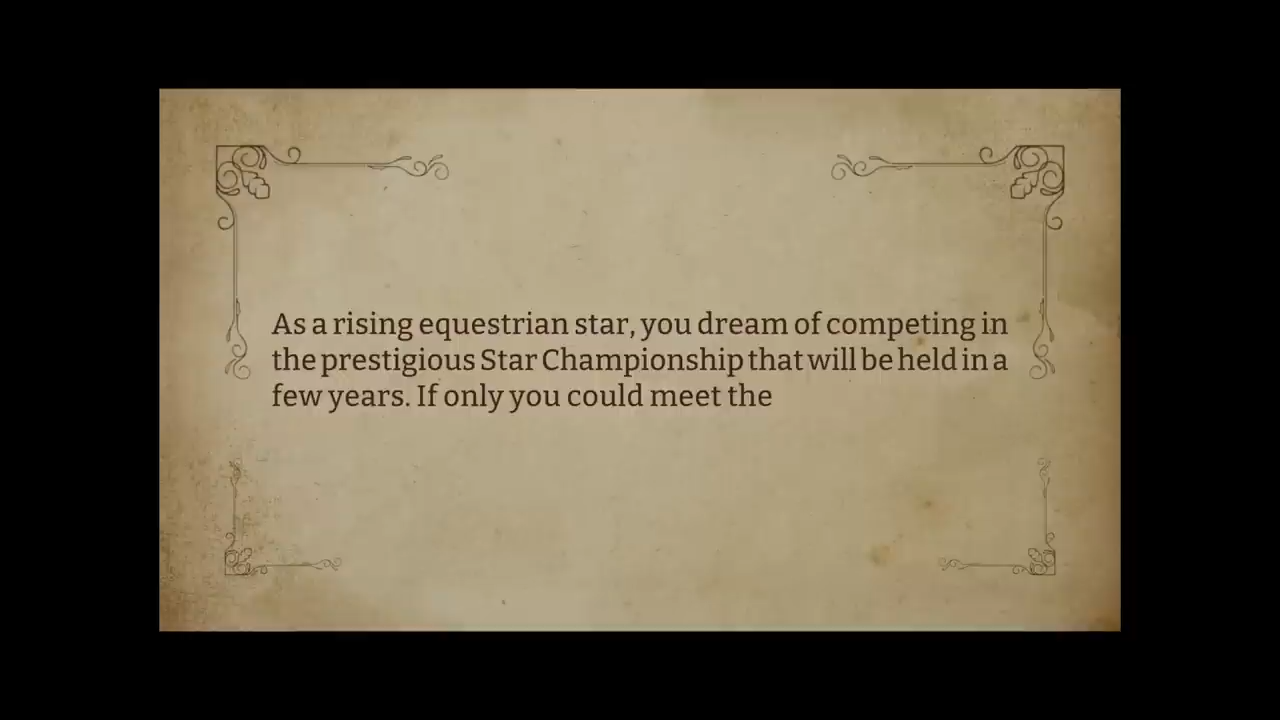 As a rising equestrian star, you dream of competing in
the prestigious Star Championship that will be held in a
few years. If only you could meet the